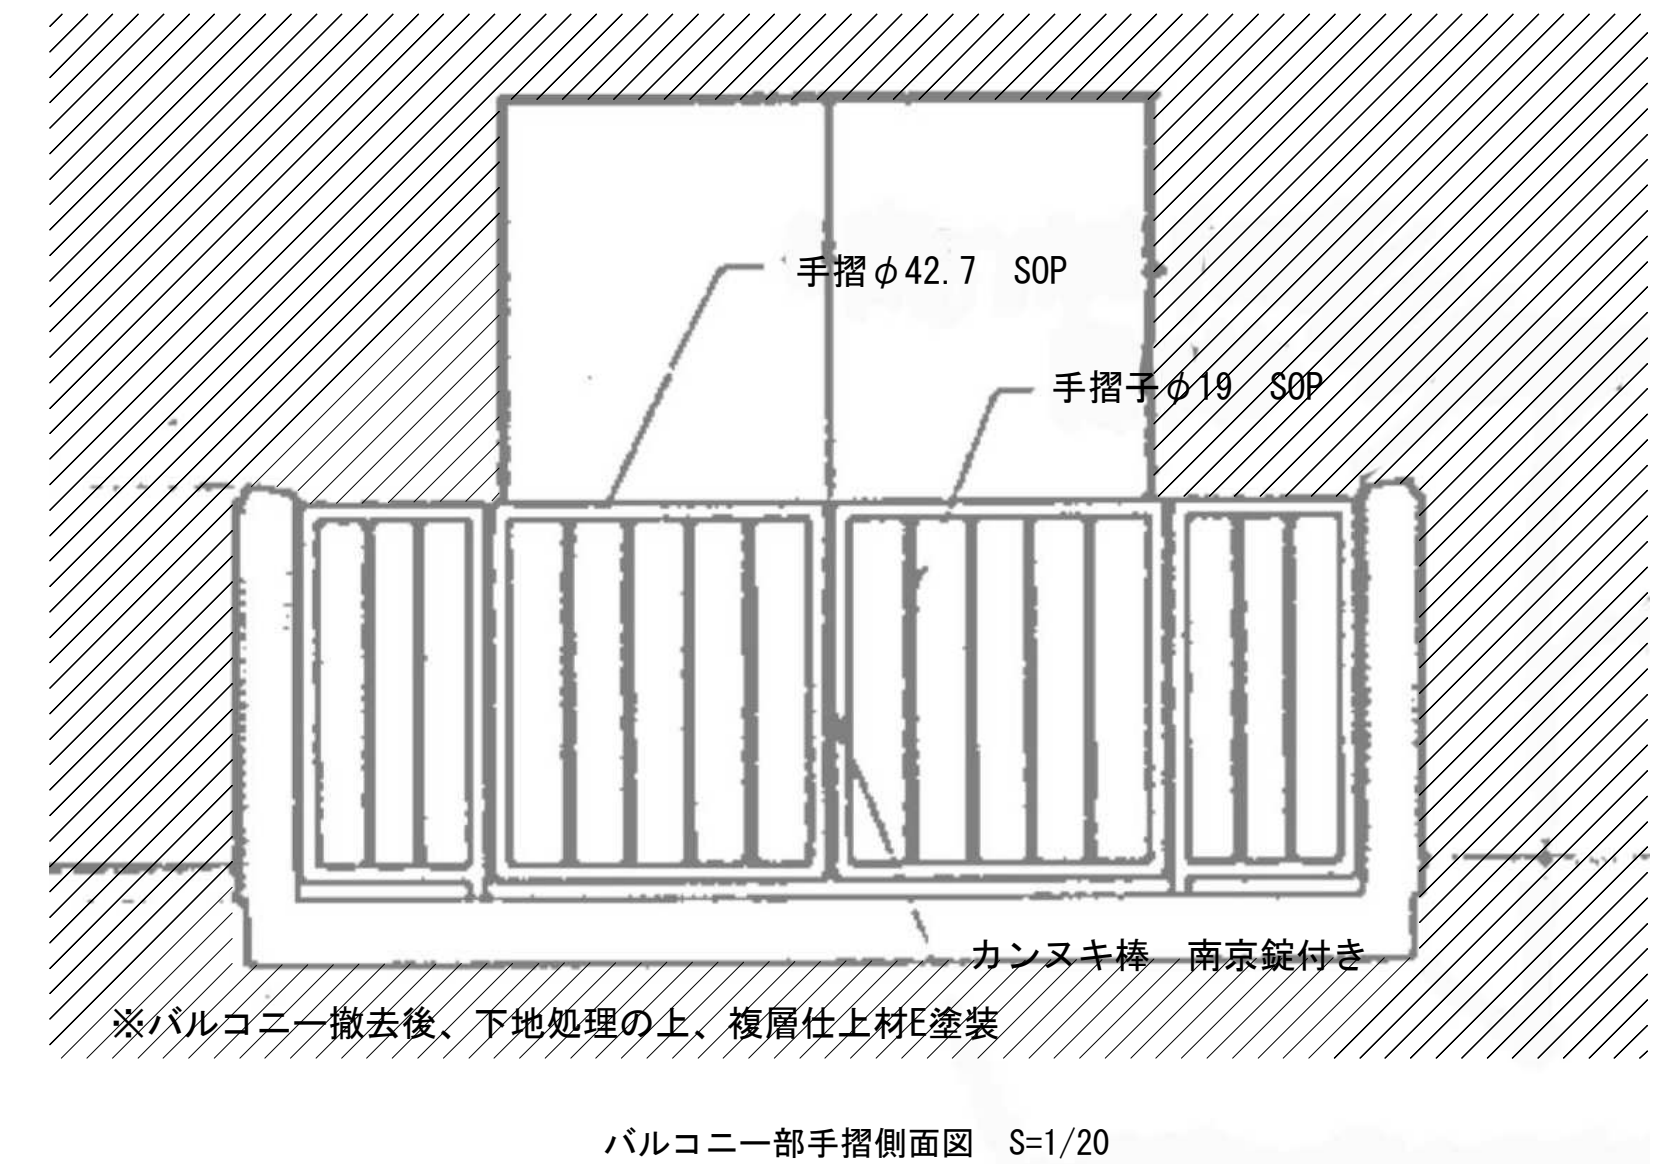 手摺φ42.7　SOP
手摺子φ19　SOP
カンヌキ棒　南京錠付き
※バルコニー撤去後、下地処理の上、複層仕上材E塗装
バルコニー部手摺側面図　S=1/20